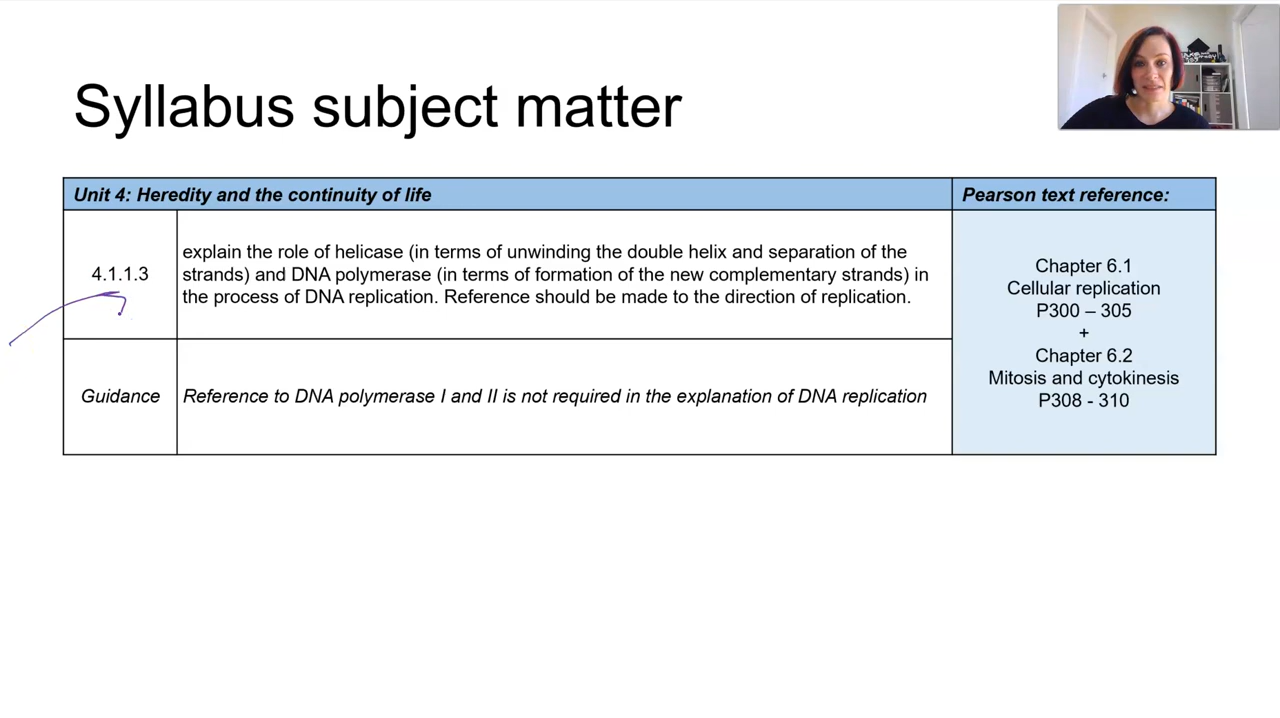 Syllabus subject matter
Unit 4: Heredity and the continuity of life
Pearson text reference:
4.1.1.3
explain the role of helicase (in terms of unwinding the double helix and separation of the
strands) and DNA polymerase (in terms of formation of the new complementary strands) in
the process of DNA replication. Reference should be made to the direction of replication.
Chapter 6.1
Cellular replication
P300 – 305
+
Chapter 6.2
Mitosis and cytokinesis
P308 - 310
Guidance
Reference to DNA polymerase I and II is not required in the explanation of DNA replication